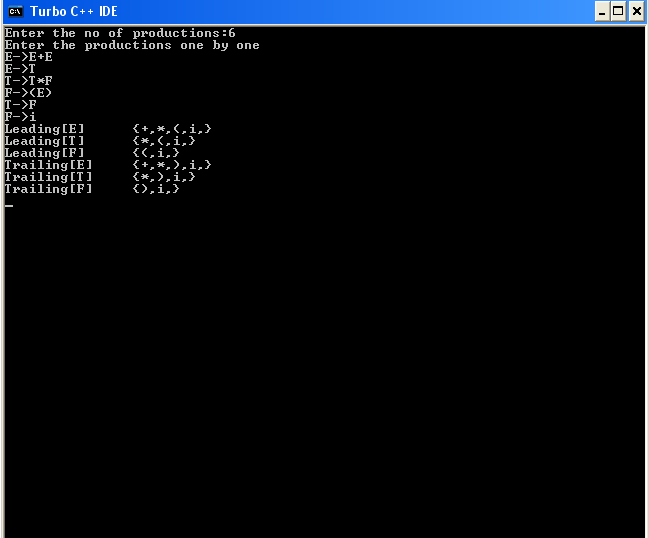 Turbo C++ IDE
Enter the no of productions:6
Enter the productions one by one
E->E+E
E->T
T->T*F
F->(E)
T->F
F->i
Leading[E]      {+,*,(,i,}
Leading[T]      {*,(,i,}
Leading[F]      {(,i,}
Trailing[E]     {+,*,),i,}
Trailing[T]     {*,),i,}
Trailing[F]     {),i,}
_